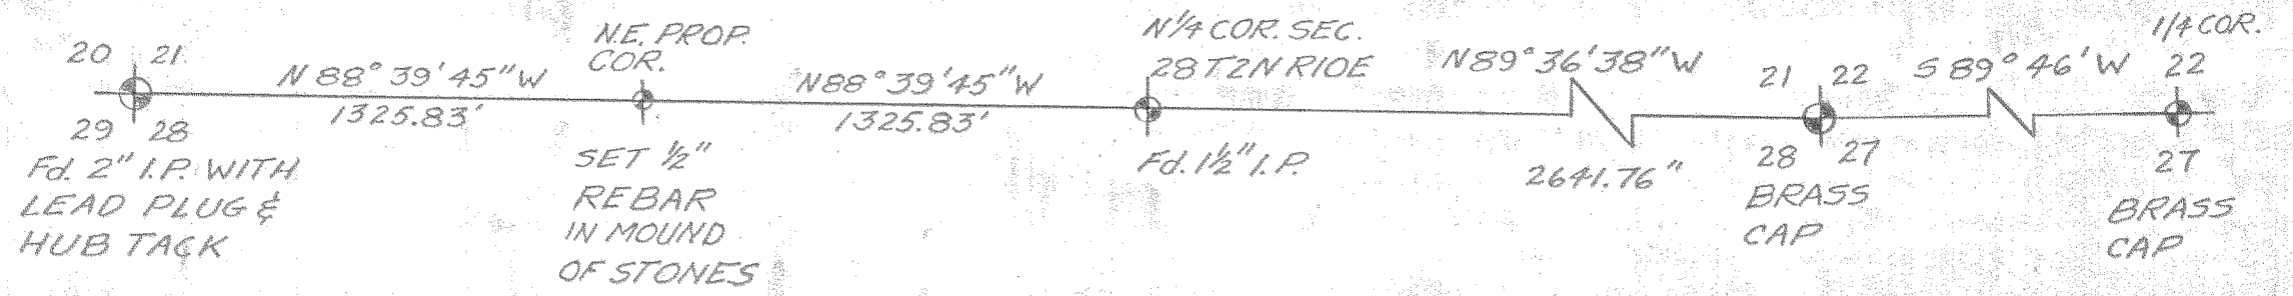 20 21
29 28
Fd. 2" I.P. WITH
LEAD PLUG &
HUB TACK
N 88° 39' 45" W
1325.83'
N.E. PROP.
COR.
SET 1/2"
REBAR
IN MOUND
OF STONES
N 88° 39' 45" W
1325.83'
N 1/4 COR. SEC.
28 T2N R10E
Fd. 1 1/2" I.P.
N 89° 36' 38" W
2641.76"
21 22
28 27
BRASS
CAP
S 89° 46' W
1/4 COR.
22
27
BRASS
CAP